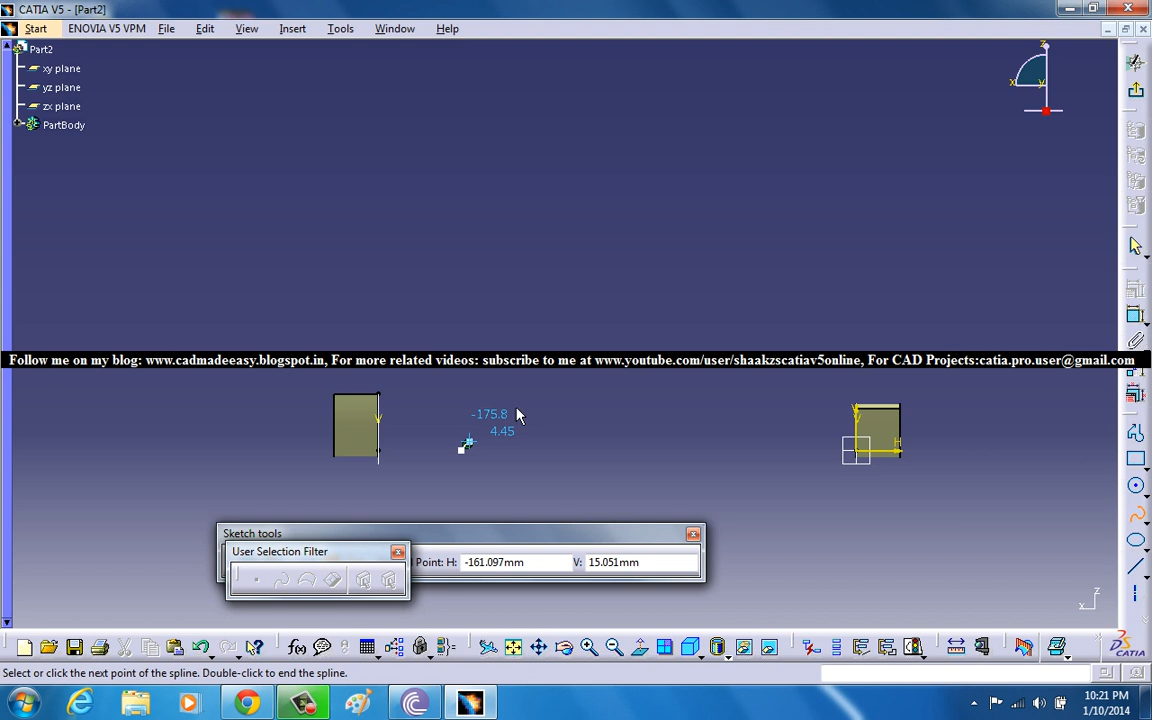 CATIA V5 - [Part2]
Start ENOVIA V5 VPM File Edit View Insert Tools Window Help
Part2
xy plane
yz plane
zx plane
PartBody
z
x y
Follow me on my blog: www.cadmadeeasy.blogspot.in, For more related videos: subscribe to me at www.youtube.com/user/shaakzscatiav5online, For CAD Projects:catia.pro.user@gmail.com
-175.8
4.45
V
V
H
Sketch tools
User Selection Filter
Point: H: -161.097mm V: 15.051mm
z
x
CATIA
Select or click the next point of the spline. Double-click to end the spline.
10:21 PM
1/10/2014